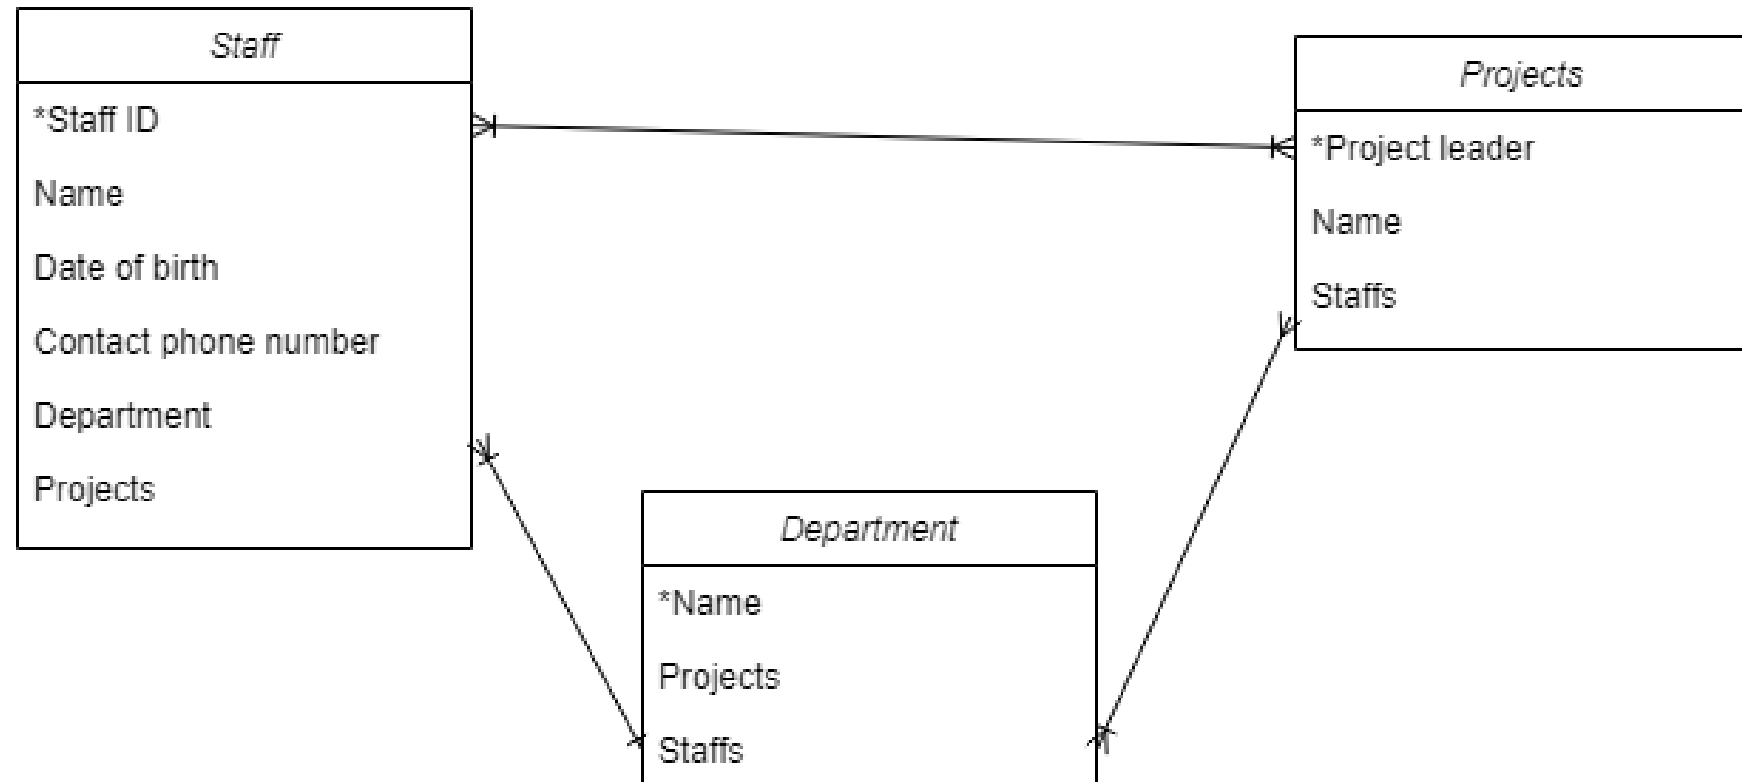 Staff
*Staff ID
Name
Date of birth
Contact phone number
Department
Projects
Projects
*Project leader
Name
Staffs
Department
*Name
Projects
Staffs